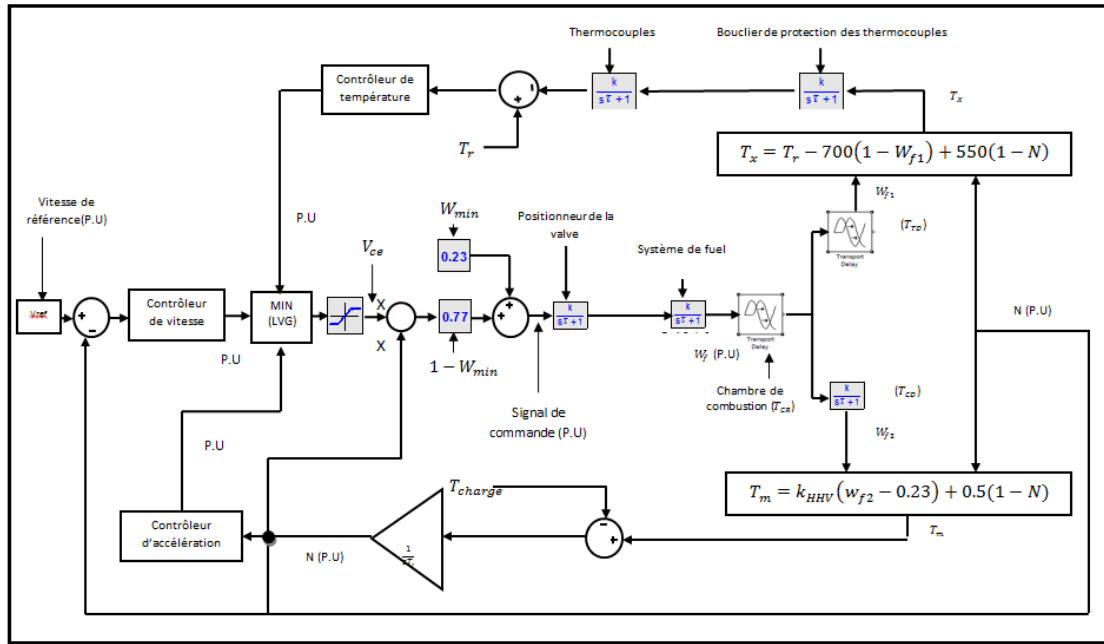 Thermocouples
Bouclier de protection des thermocouples
Contrôleur de
température
k
sτ + 1
k
sτ + 1
T_x
T_r
T_x = T_r − 700(1 − W_f1) + 550(1 − N)
W_f1
(T_TD)
Transport
Delay
Vitesse de
référence(P.U)
P.U
W_min
Positionneur de la
valve
Système de fuel
V_ce
0.23
Contrôleur
de vitesse
MIN
(LVG)
X
X
0.77
k
sτ + 1
k
sτ + 1
Transport
Delay
N (P.U)
P.U
1 − W_min
W_f (P.U)
Chambre de
combustion (T_CR)
k
sτ + 1
(T_CD)
W_f2
Signal de
commande (P.U)
P.U
T_charge
T_m = k_HHV(w_f2 − 0.23) + 0.5(1 − N)
Contrôleur
d'accélération
N (P.U)
T_m